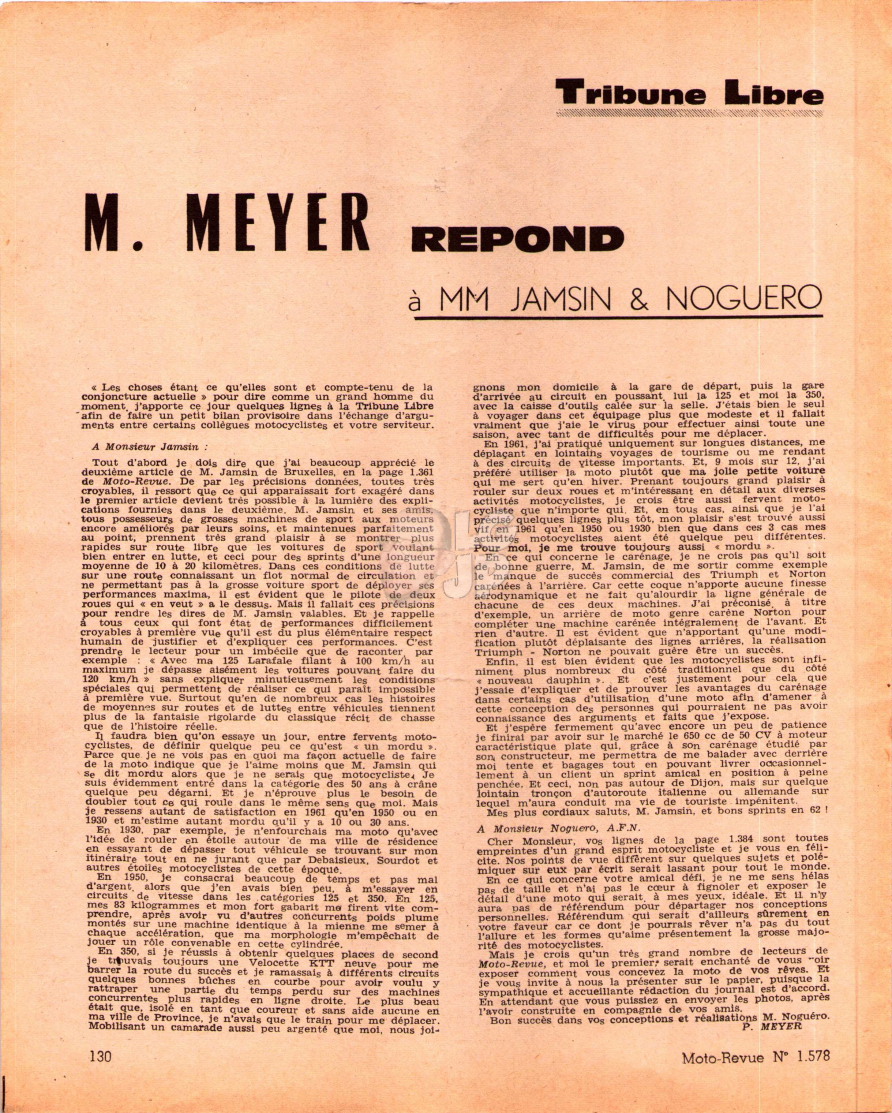 Tribune Libre
M. MEYER REPOND
à MM JAMSIN & NOGUERO
« Les choses étant ce qu'elles sont et compte-tenu de la
conjoncture actuelle » pour dire comme un grand homme du
moment, j'apporte ce jour quelques lignes à la Tribune Libre
afin de faire un petit bilan provisoire dans l'échange d'argu-
ments entre certains collègues motocyclistes et votre serviteur.
A Monsieur Jamsin :
Tout d'abord je dois dire que j'ai beaucoup apprécié le
deuxième article de M. Jamsin de Bruxelles, en la page 1.361
de Moto-Revue. De par les précisions données, toutes très
croyables, il ressort que ce qui apparaissait fort exagéré dans
le premier article devient très possible à la lumière des expli-
cations fournies dans le deuxième. M. Jamsin et ses amis,
tous possesseurs de grosses machines de sport aux moteurs
encore améliorés par leurs soins, et maintenues parfaitement
au point, prennent très grand plaisir à se montrer plus
rapides sur route libre que les voitures de sport voulant
bien entrer en lutte, et ceci pour des sprints d'une longueur
moyenne de 10 à 20 kilomètres. Dans ces conditions de lutte
sur une route connaissant un flot normal de circulation et
ne permettant pas à la grosse voiture sport de déployer ses
performances maxima, il est évident que le pilote de deux
roues qui « en veut » a le dessus. Mais il fallait ces précisions
pour rendre les dires de M. Jamsin valables. Et je rappelle
à tous ceux qui font état de performances difficilement
croyables à première vue qu'il est du plus élémentaire respect
humain de justifier et d'expliquer ces performances. C'est
prendre le lecteur pour un imbécile que de raconter, par
exemple : « Avec ma 125 Larafale filant à 100 km/h au
maximum je dépasse aisément les voitures pouvant faire du
120 km/h » sans expliquer minutieusement les conditions
spéciales qui permettent de réaliser ce qui paraît impossible
à première vue. Surtout qu'en de nombreux cas les histoires
de moyennes sur routes et de luttes entre véhicules tiennent
plus de la fantaisie rigolarde du classique récit de chasse
que de l'histoire réelle.
Il faudra bien qu'on essaye un jour, entre fervents moto-
cyclistes, de définir quelque peu ce qu'est « un mordu ».
Parce que je ne vois pas en quoi ma façon actuelle de faire
de la moto indique que je l'aime moins que M. Jamsin qui
se dit mordu alors que je ne serais que motocycliste. Je
suis évidemment entré dans la catégorie des 50 ans à crâne
quelque peu dégarni. Et je n'éprouve plus le besoin de
doubler tout ce qui roule dans le même sens que moi. Mais
je ressens autant de satisfaction en 1961 qu'en 1950 ou en
1930 et m'estime autant mordu qu'il y a 10 ou 30 ans.
En 1930, par exemple, je n'enfourchais ma moto qu'avec
l'idée de rouler en étoile autour de ma ville de résidence
en essayant de dépasser tout véhicule se trouvant sur mon
itinéraire tout en ne jurant que par Debaisieux, Sourdot et
autres étoiles motocyclistes de cette époque.
En 1950, je consacrai beaucoup de temps et pas mal
d'argent, alors que j'en avais bien peu, à m'essayer en
circuits de vitesse dans les catégories 125 et 350. En 125,
mes 83 kilogrammes et mon fort gabarit me firent vite com-
prendre, après avoir vu d'autres concurrents poids plume
montés sur une machine identique à la mienne me semer à
chaque accélération, que ma morphologie m'empêchait de
jouer un rôle convenable en cette cylindrée.
En 350, si je réussis à obtenir quelques places de second
je trouvais toujours une Velocette KTT neuve pour me
barrer la route du succès et je ramassais à différents circuits
quelques bonnes bûches en courbe pour avoir voulu y
rattraper une partie du temps perdu sur des machines
concurrentes plus rapides en ligne droite. Le plus beau
était que, isolé en tant que coureur et sans aide aucune en
ma ville de Province, je n'avais que le train pour me déplacer.
Mobilisant un camarade aussi peu argenté que moi, nous joi-
gnons mon domicile à la gare de départ, puis la gare
d'arrivée au circuit en poussant, lui la 125 et moi la 350,
avec la caisse d'outils calée sur la selle. J'étais bien le seul
à voyager dans cet équipage plus que modeste et il fallait
vraiment que j'aie le virus pour effectuer ainsi toute une
saison, avec tant de difficultés pour me déplacer.
En 1961, j'ai pratiqué uniquement sur longues distances, me
déplaçant en lointains voyages de tourisme ou me rendant
à des circuits de vitesse importants. Et, 9 mois sur 12, j'ai
préféré utiliser la moto plutôt que ma jolie petite voiture
qui me sert qu'en hiver. Prenant toujours grand plaisir à
rouler sur deux roues et m'intéressant en détail aux diverses
activités motocyclistes, je crois être aussi fervent moto-
cycliste que n'importe qui. Et, en tous cas, ainsi que je l'ai
précisé quelques lignes plus tôt, mon plaisir s'est trouvé aussi
vif en 1961 qu'en 1950 ou 1930 bien que dans ces 3 cas mes
activités motocyclistes aient été quelque peu différentes.
Pour moi, je me trouve toujours aussi « mordu ».
En ce qui concerne le carénage, je ne crois pas qu'il soit
de bonne guerre, M. Jamsin, de me sortir comme exemple
le manque de succès commercial des Triumph et Norton
carénées à l'arrière. Car cette coque n'apporte aucune finesse
aérodynamique et ne fait qu'alourdir la ligne générale de
chacune de ces deux machines. J'ai préconisé, à titre
d'exemple, un arrière de moto genre carène Norton pour
compléter une machine carénée intégralement de l'avant. Et
rien d'autre. Il est évident que n'apportant qu'une modi-
fication plutôt déplaisante des lignes arrières, la réalisation
Triumph - Norton ne pouvait guère être un succès.
Enfin, il est bien évident que les motocyclistes sont infi-
niment plus nombreux du côté traditionnel que du côté
« nouveau dauphin ». Et c'est justement pour cela que
j'essaie d'expliquer et de prouver les avantages du carénage
dans certains cas d'utilisation d'une moto afin d'amener à
cette conception des personnes qui pourraient ne pas avoir
connaissance des arguments et faits que j'expose.
Et j'espère fermement qu'avec encore un peu de patience
je finirai par avoir sur le marché le 650 cc de 50 CV à moteur
caractéristique plate qui, grâce à son carénage étudié par
son constructeur, me permettra de me balader avec derrière
moi tente et bagages tout en pouvant livrer occasionnel-
lement à un client un sprint amical en position à peine
penchée. Et ceci, non pas autour de Dijon, mais sur quelque
lointain tronçon d'autoroute italienne ou allemande sur
lequel m'aura conduit ma vie de touriste impénitent.
Mes plus cordiaux saluts, M. Jamsin, et bons sprints en 62 !
A Monsieur Noguero, A.F.N.
Cher Monsieur, vos lignes de la page 1.384 sont toutes
empreintes d'un grand esprit motocycliste et je vous en féli-
cite. Nos points de vue diffèrent sur quelques sujets et polé-
miquer sur eux par écrit serait lassant pour tout le monde.
En ce qui concerne votre amical défi, je ne me sens hélas
pas de taille et n'ai pas le cœur à fignoler et exposer le
détail d'une moto qui serait, à mes yeux, idéale. Et il n'y
aura pas de référendum pour départager nos conceptions
personnelles. Référendum qui serait d'ailleurs sûrement en
votre faveur car ce dont je pourrais rêver n'a pas du tout
l'allure et les formes qu'aime présentement la grosse majo-
rité des motocyclistes.
Mais je crois qu'un très grand nombre de lecteurs de
Moto-Revue, et moi le premier, serait enchanté de vous oir
exposer comment vous concevez la moto de vos rêves. Et
je vous invite à nous la présenter sur le papier, puisque la
sympathique et accueillante rédaction du journal est d'accord.
En attendant que vous puissiez en envoyer les photos, après
l'avoir construite en compagnie de vos amis.
Bon succès dans vos conceptions et réalisations M. Noguéro.
P. MEYER
130
Moto-Revue N° 1.578